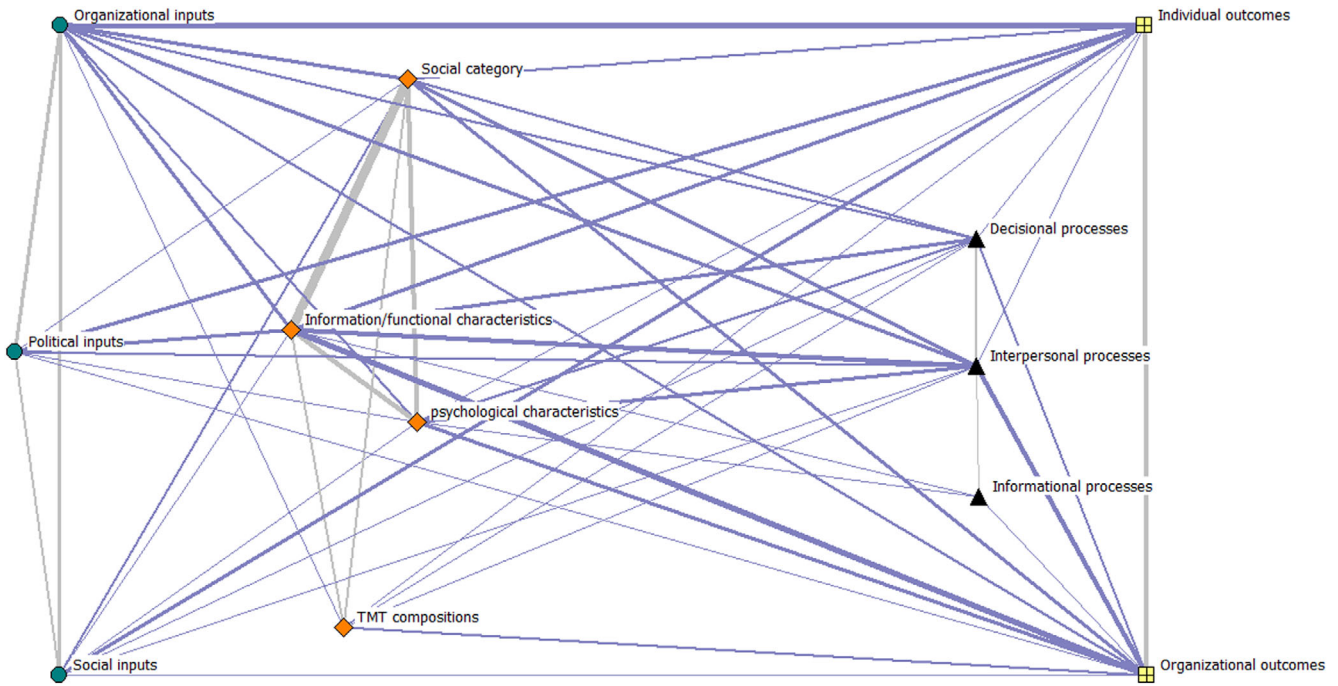 Organizational inputs
Individual outcomes
Social category
Decisional processes
Information/functional characteristics
Political inputs
Interpersonal processes
psychological characteristics
Informational processes
TMT compositions
Social inputs
Organizational outcomes